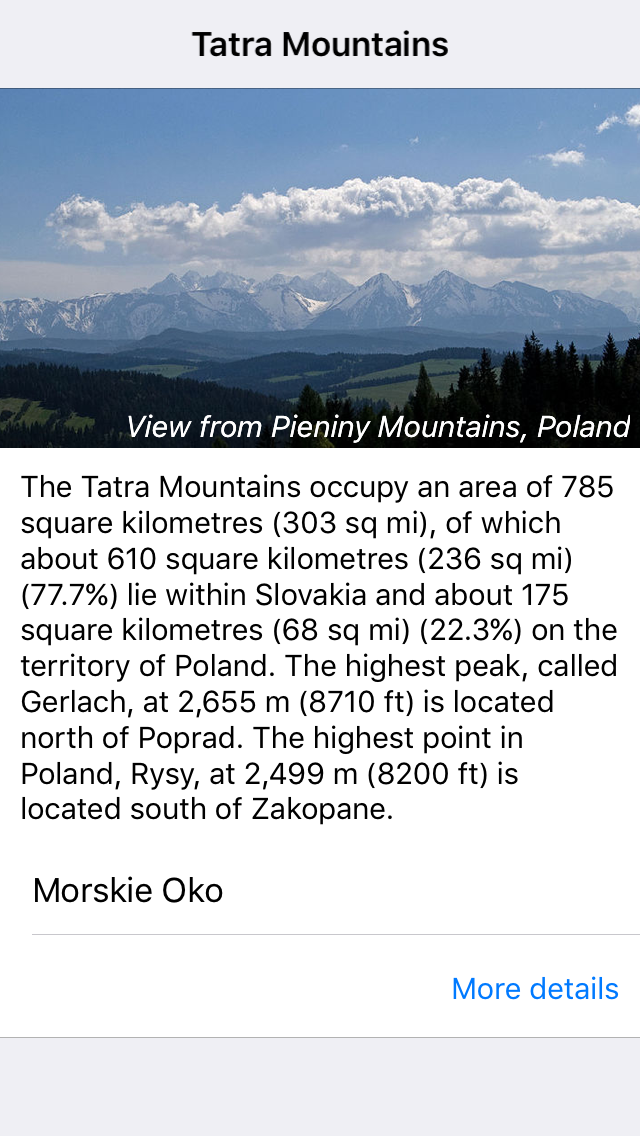 Tatra Mountains
View from Pieniny Mountains, Poland
The Tatra Mountains occupy an area of 785
square kilometres (303 sq mi), of which
about 610 square kilometres (236 sq mi)
(77.7%) lie within Slovakia and about 175
square kilometres (68 sq mi) (22.3%) on the
territory of Poland. The highest peak, called
Gerlach, at 2,655 m (8710 ft) is located
north of Poprad. The highest point in
Poland, Rysy, at 2,499 m (8200 ft) is
located south of Zakopane.
Morskie Oko
More details